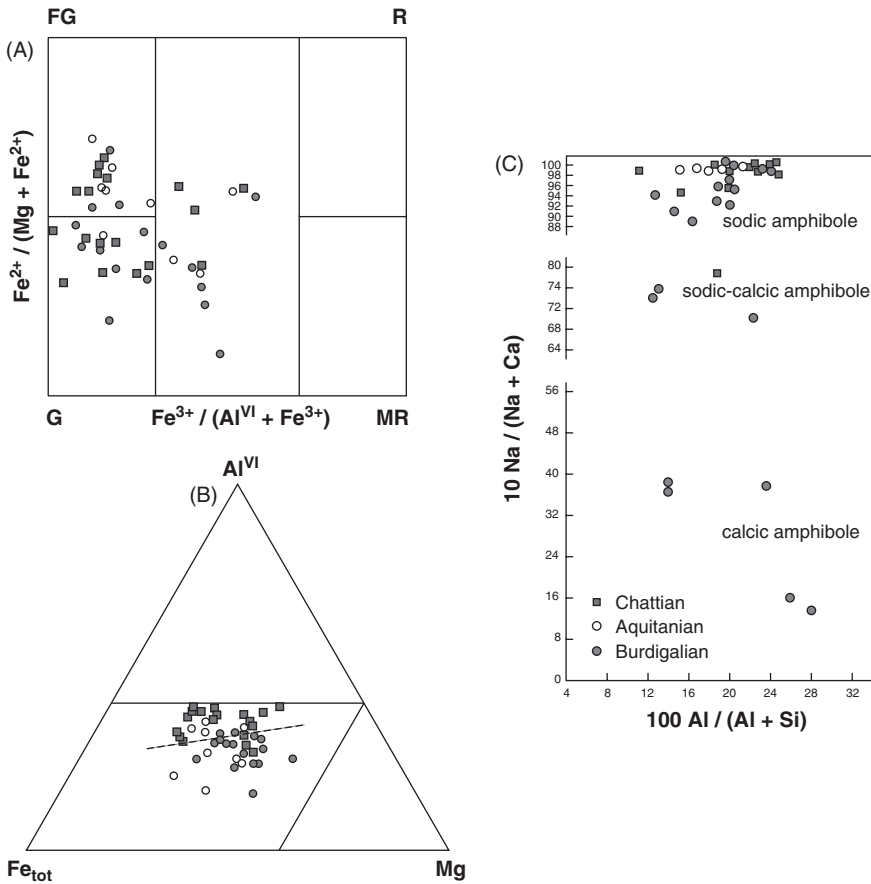 FG R
(A)
Fe²⁺ / (Mg + Fe²⁺)
G Fe³⁺ / (Alⱽᴵ + Fe³⁺) MR
Alⱽᴵ
(B)
Feₜₒₜ Mg
(C)
10 Na / (Na + Ca)
100
98
96
94
92
90
88
sodic amphibole
80
74
72
68
64
sodic-calcic amphibole
56
48
40
32
24
16
8
0
calcic amphibole
Chattian
Aquitanian
Burdigalian
4 8 12 16 20 24 28 32
100 Al / (Al + Si)